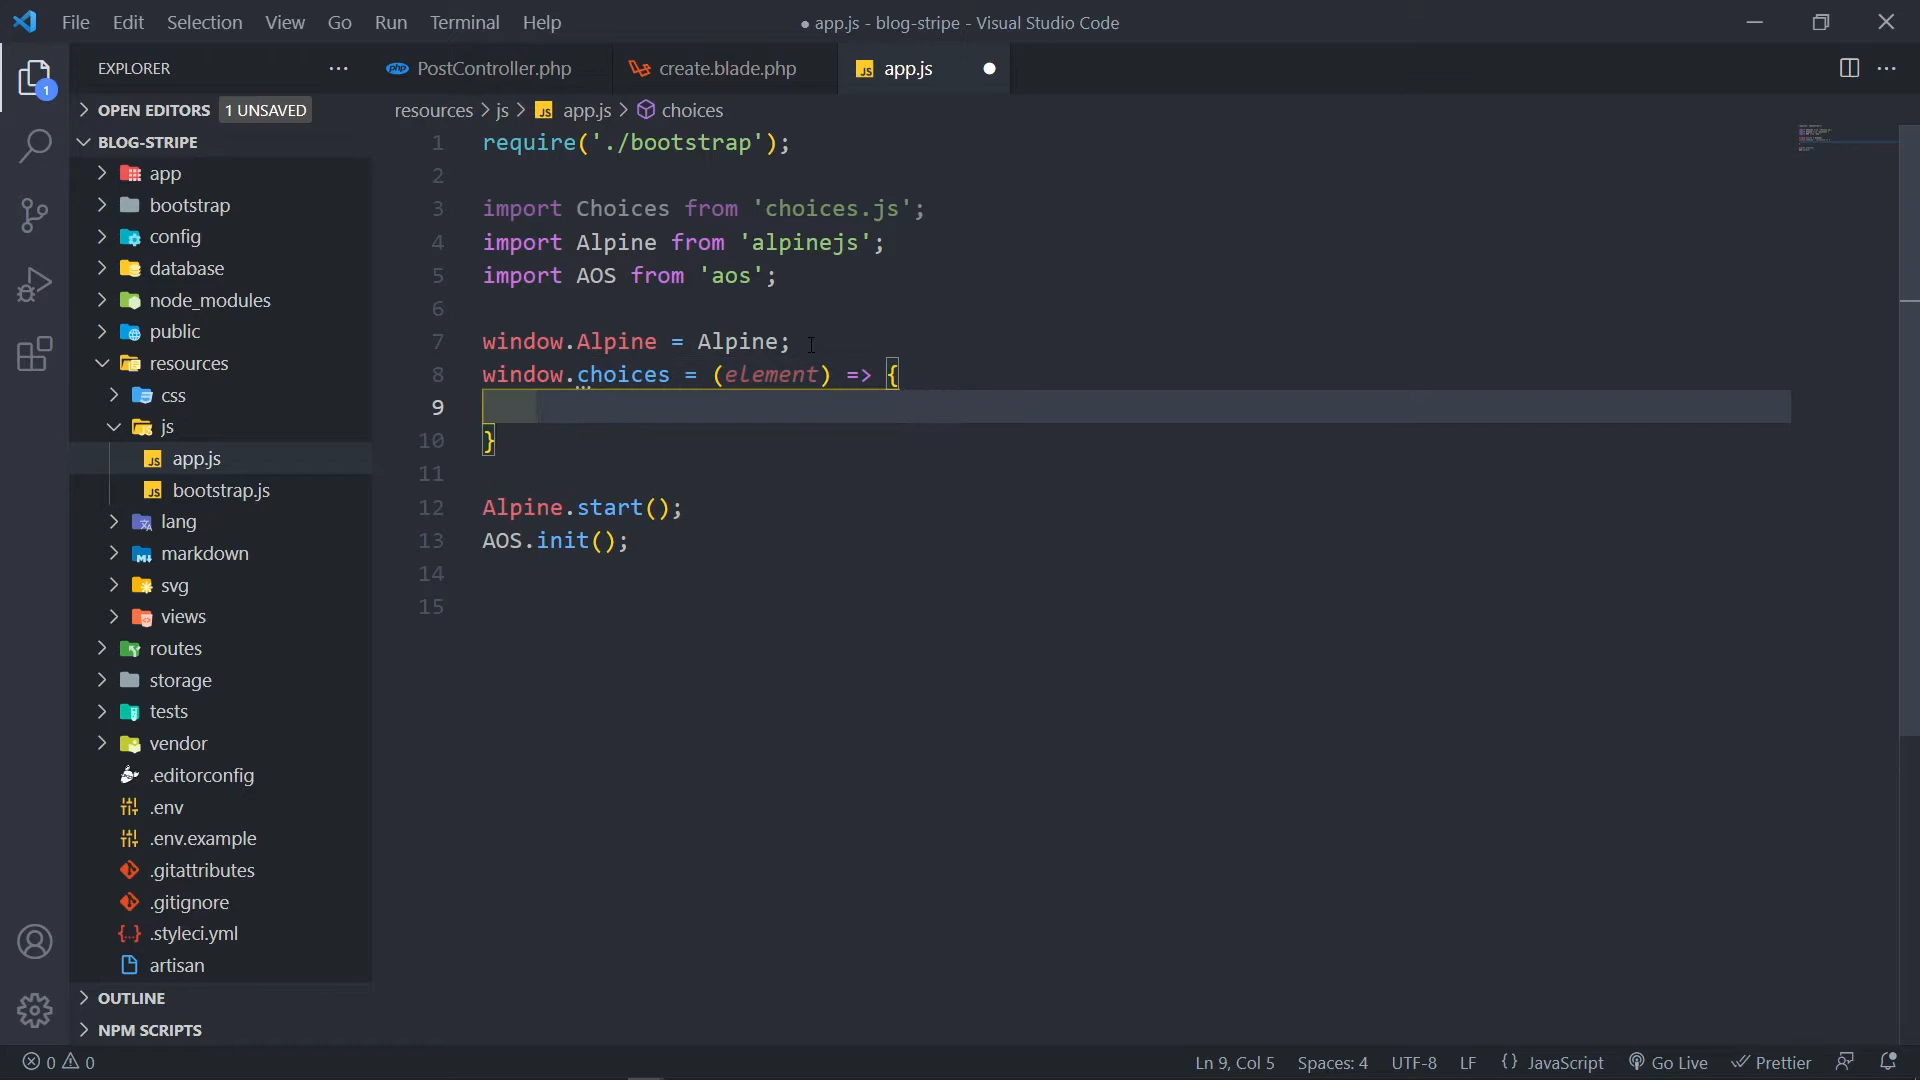 File Edit Selection View Go Run Terminal Help
● app.js - blog-stripe - Visual Studio Code
EXPLORER
PostController.php
create.blade.php
app.js
OPEN EDITORS 1 UNSAVED
resources > js > app.js > choices
BLOG-STRIPE
app
bootstrap
config
database
node_modules
public
resources
css
js
app.js
bootstrap.js
lang
markdown
svg
views
routes
storage
tests
vendor
.editorconfig
.env
.env.example
.gitattributes
.gitignore
.styleci.yml
artisan
OUTLINE
NPM SCRIPTS
1
1 require('./bootstrap');
2
3 import Choices from 'choices.js';
4 import Alpine from 'alpinejs';
5 import AOS from 'aos';
6
7 window.Alpine = Alpine;
8 window.choices = (element) => {
9
10 }
11
12 Alpine.start();
13 AOS.init();
14
15
0 0
Ln 9, Col 5 Spaces: 4 UTF-8 LF {} JavaScript Go Live Prettier